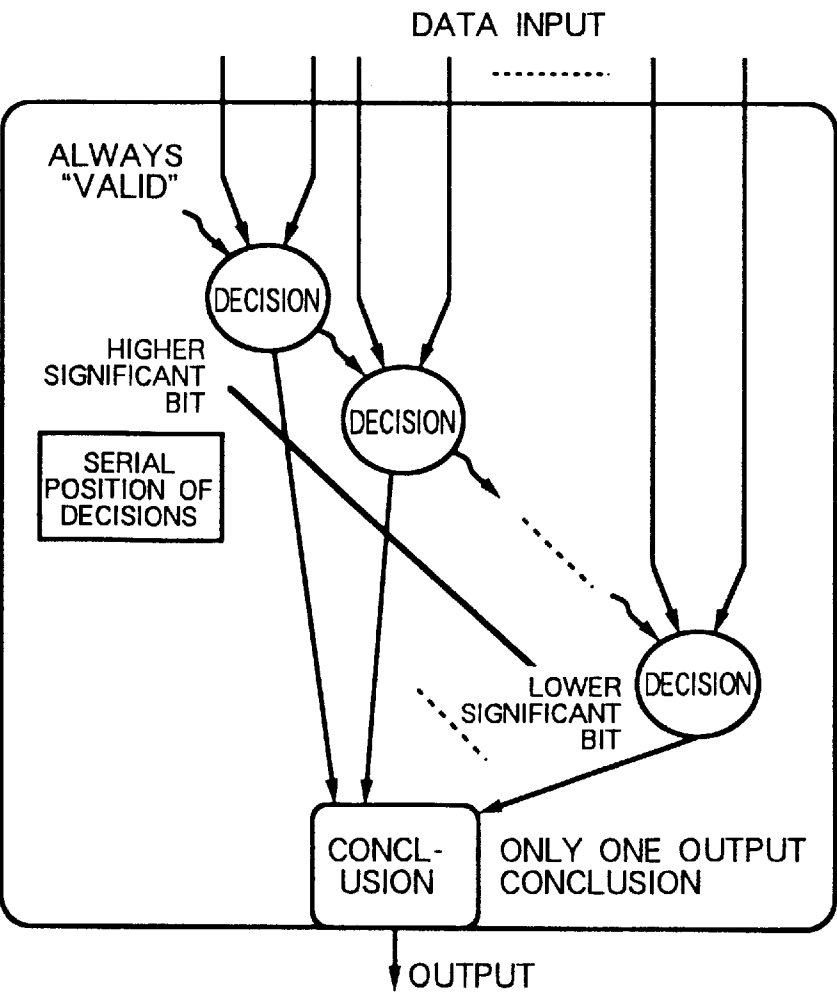 DATA INPUT
ALWAYS
"VALID"
DECISION
HIGHER
SIGNIFICANT
BIT
DECISION
SERIAL
POSITION OF
DECISIONS
DECISION
LOWER
SIGNIFICANT
BIT
CONCL-
USION
ONLY ONE OUTPUT
CONCLUSION
OUTPUT